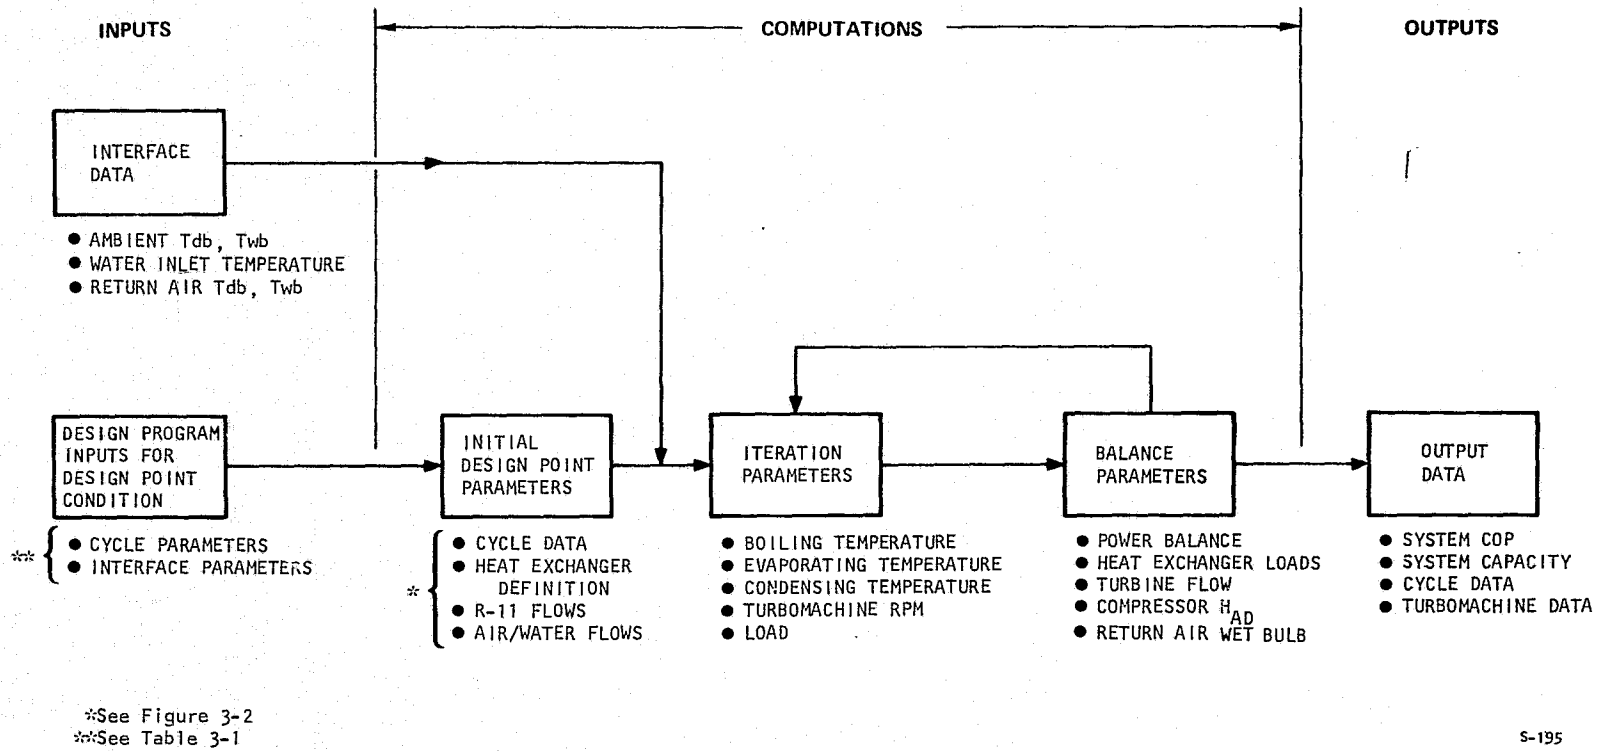 INPUTS
COMPUTATIONS
OUTPUTS
INTERFACE
DATA
● AMBIENT Tdb, Twb
● WATER INLET TEMPERATURE
● RETURN AIR Tdb, Twb
DESIGN PROGRAM
INPUTS FOR
DESIGN POINT
CONDITION
** ● CYCLE PARAMETERS
● INTERFACE PARAMETERS
INITIAL
DESIGN POINT
PARAMETERS
* ● CYCLE DATA
● HEAT EXCHANGER
DEFINITION
● R-11 FLOWS
● AIR/WATER FLOWS
ITERATION
PARAMETERS
● BOILING TEMPERATURE
● EVAPORATING TEMPERATURE
● CONDENSING TEMPERATURE
● TURBOMACHINE RPM
● LOAD
BALANCE
PARAMETERS
● POWER BALANCE
● HEAT EXCHANGER LOADS
● TURBINE FLOW
● COMPRESSOR HAD
● RETURN AIR WET BULB
OUTPUT
DATA
● SYSTEM COP
● SYSTEM CAPACITY
● CYCLE DATA
● TURBOMACHINE DATA
*See Figure 3-2
**See Table 3-1
S-195